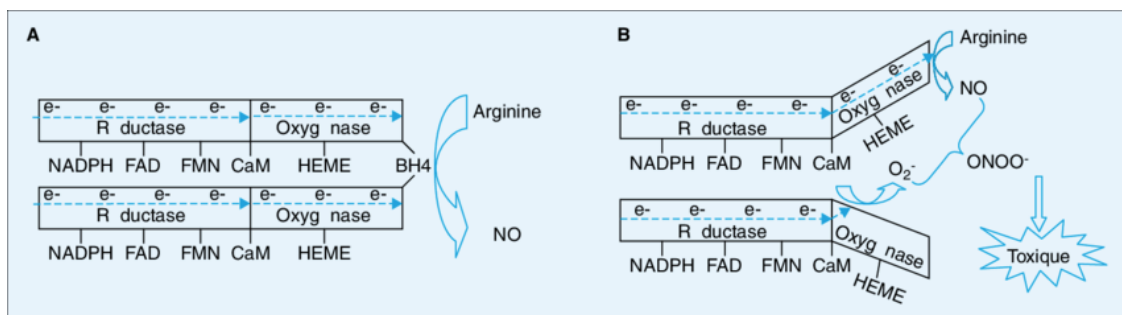 A
e- e- e- e- e- e- e-
R ductase Oxyg nase
NADPH FAD FMN CaM HEME
BH4
e- e- e- e- e- e- e-
R ductase Oxyg nase
NADPH FAD FMN CaM HEME
Arginine
NO
B
e- e- e- e- e- e-
R ductase Oxyg nase
NADPH FAD FMN CaM HEME
Arginine
NO
O2- ONOO-
e- e- e- e-
R ductase Oxyg nase
NADPH FAD FMN CaM HEME
Toxique